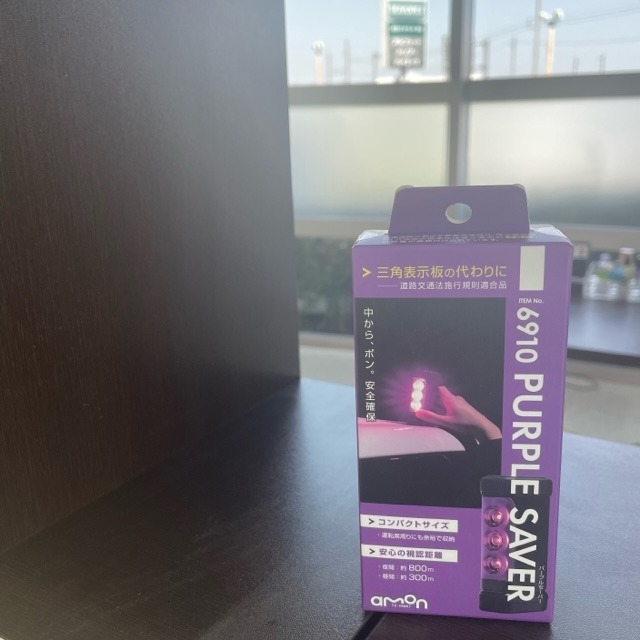 三角表示板の代わりに
道路交通法施行規則適合品
中から、ポン。安全確保
ITEM No.
6910 PURPLE SAVER
パープルセーバー
コンパクトサイズ
・運転席周りにも余裕で収納
安心の視認距離
・夜間：約800m
・昼間：約300m
amon